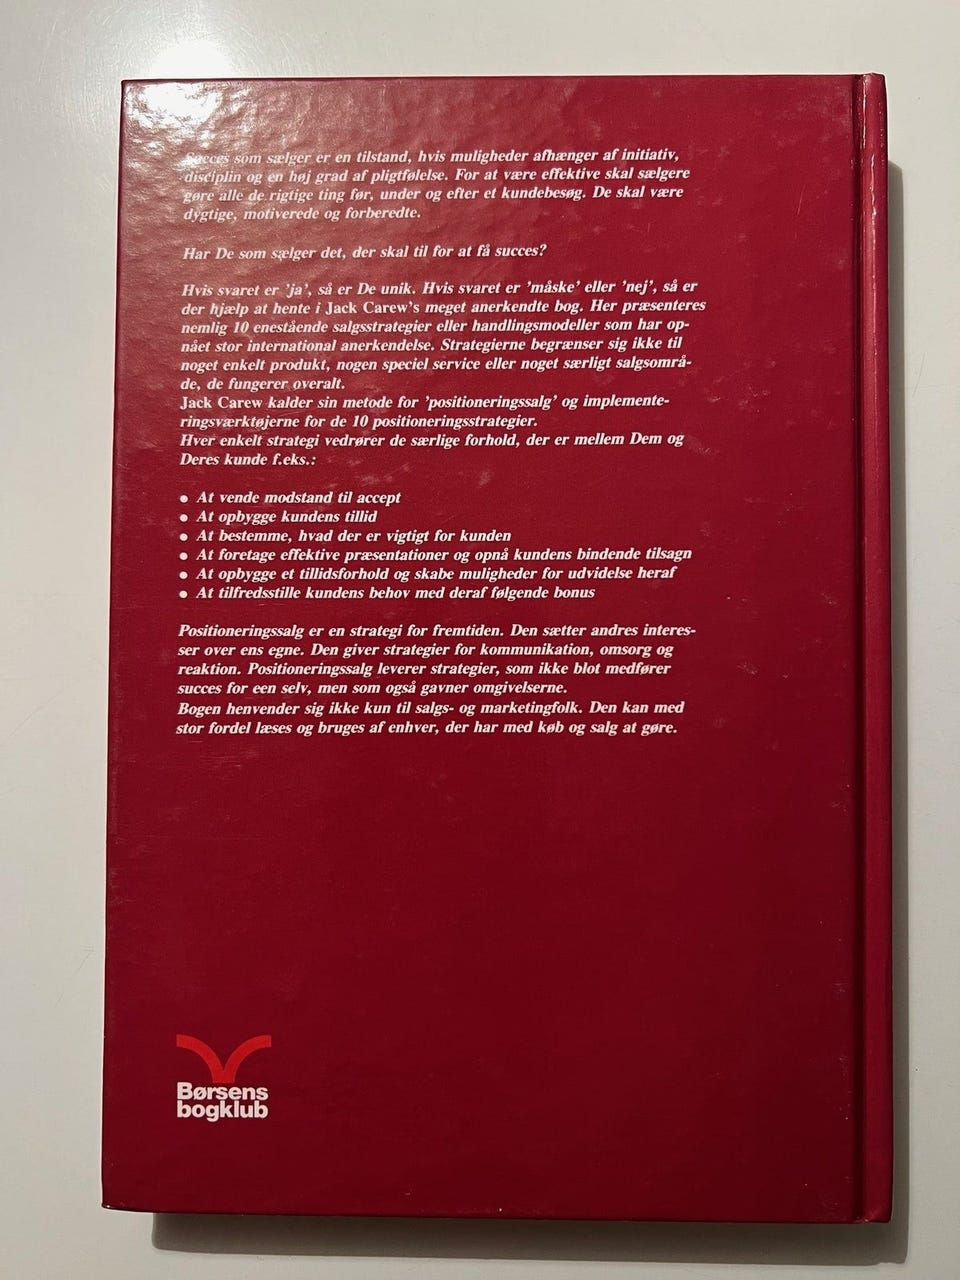 Succes som sælger er en tilstand, hvis muligheder afhænger af initiativ,
disciplin og en høj grad af pligtfølelse. For at være effektive skal sælgere
gøre alle de rigtige ting før, under og efter et kundebesøg. De skal være
dygtige, motiverede og forberedte.
Har De som sælger det, der skal til for at få succes?
Hvis svaret er 'ja', så er De unik. Hvis svaret er 'måske' eller 'nej', så er
der hjælp at hente i Jack Carew's meget anerkendte bog. Her præsenteres
nemlig 10 enestående salgsstrategier eller handlingsmodeller som har op-
nået stor international anerkendelse. Strategierne begrænser sig ikke til
noget enkelt produkt, nogen speciel service eller noget særligt salgsområ-
de, de fungerer overalt.
Jack Carew kalder sin metode for 'positioneringssalg' og implemente-
ringsværktøjerne for de 10 positioneringsstrategier.
Hver enkelt strategi vedrører de særlige forhold, der er mellem Dem og
Deres kunde f.eks.:
● At vende modstand til accept
● At opbygge kundens tillid
● At bestemme, hvad der er vigtigt for kunden
● At foretage effektive præsentationer og opnå kundens bindende tilsagn
● At opbygge et tillidsforhold og skabe muligheder for udvidelse heraf
● At tilfredsstille kundens behov med deraf følgende bonus
Positioneringssalg er en strategi for fremtiden. Den sætter andres interes-
ser over ens egne. Den giver strategier for kommunikation, omsorg og
reaktion. Positioneringssalg leverer strategier, som ikke blot medfører
succes for een selv, men som også gavner omgivelserne.
Bogen henvender sig ikke kun til salgs- og marketingfolk. Den kan med
stor fordel læses og bruges af enhver, der har med køb og salg at gøre.
Børsens
bogklub